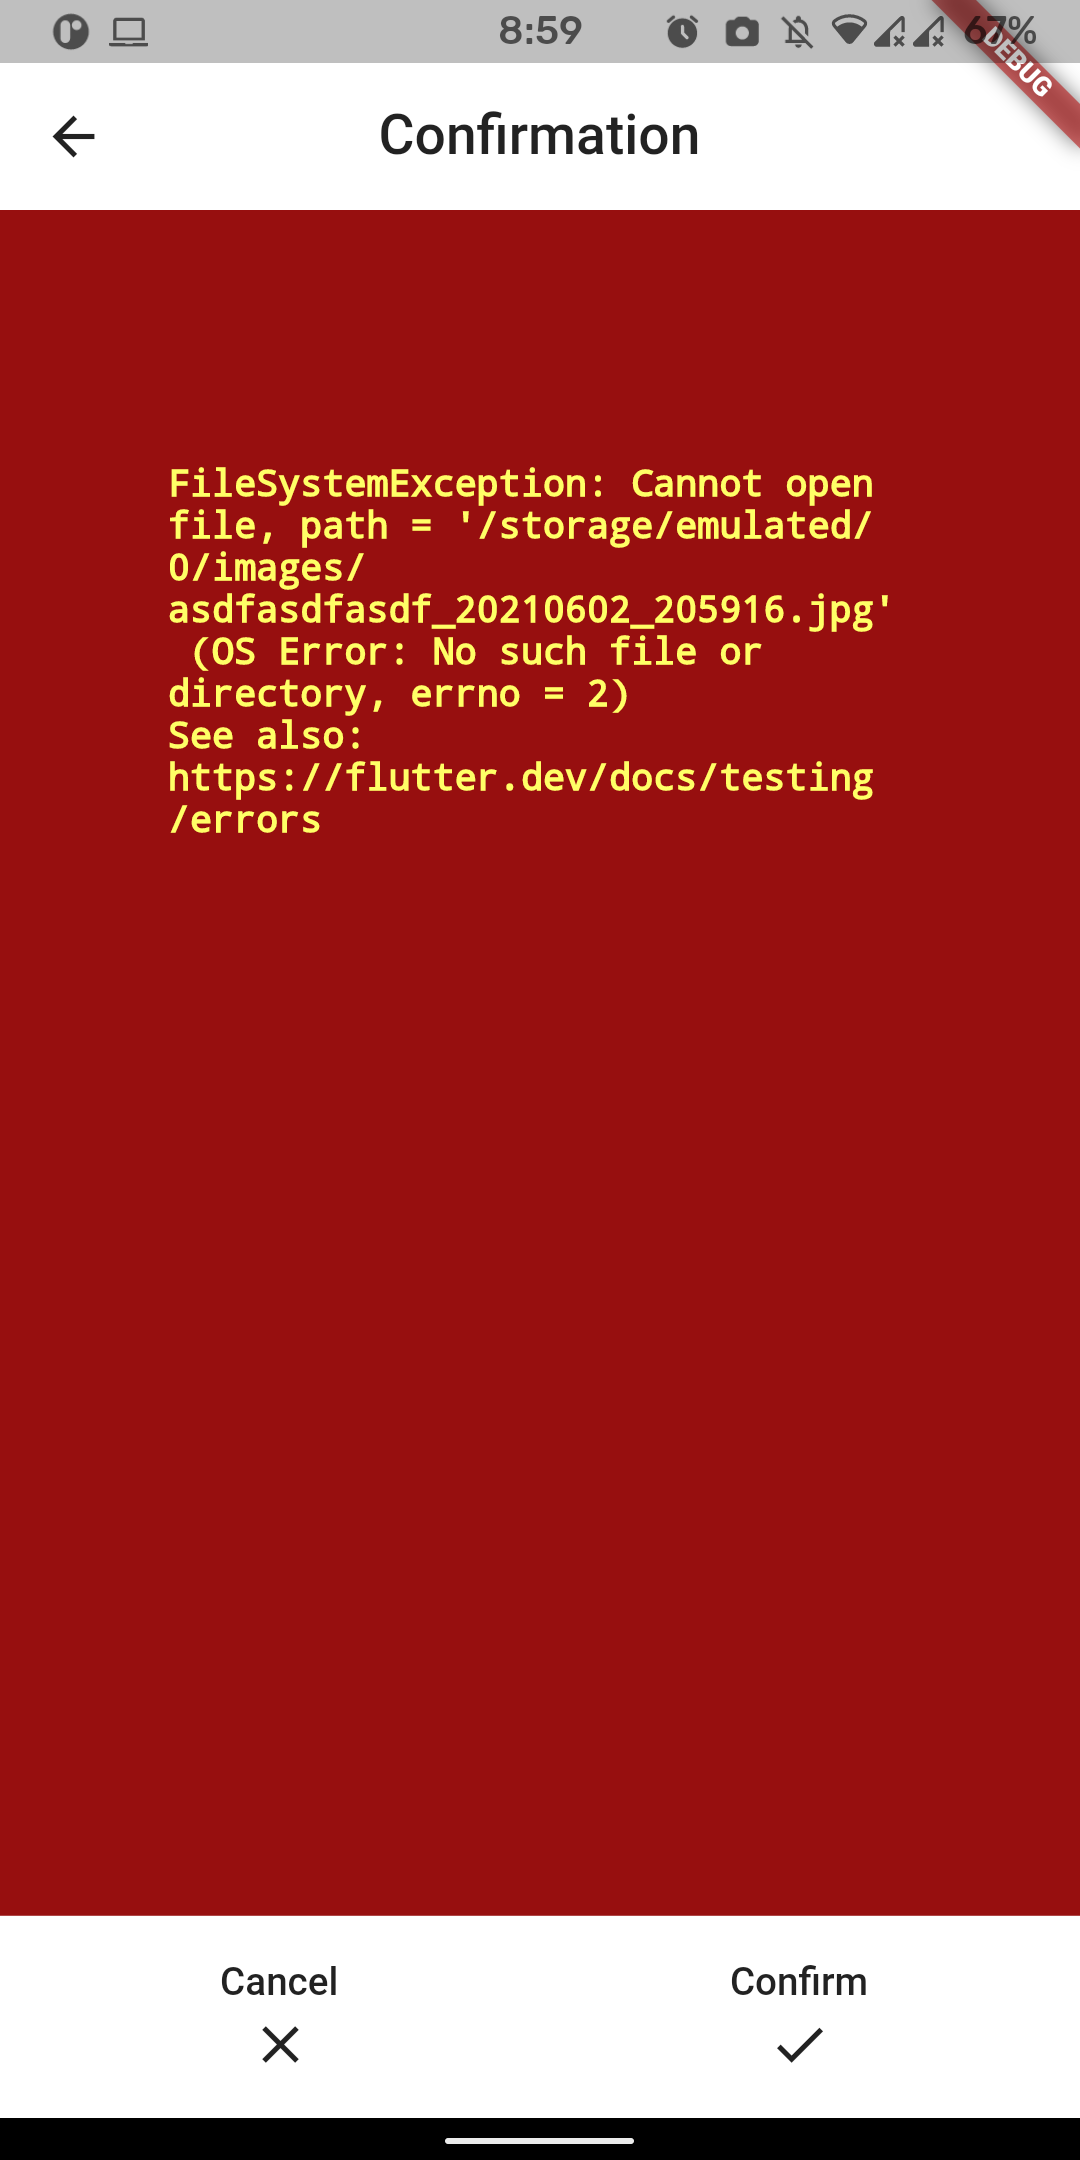 8:59
67%
DEBUG
Confirmation
FileSystemException: Cannot open
file, path = '/storage/emulated/
0/images/
asdfasdfasdf_20210602_205916.jpg'
(OS Error: No such file or
directory, errno = 2)
See also:
https://flutter.dev/docs/testing
/errors
Cancel
Confirm